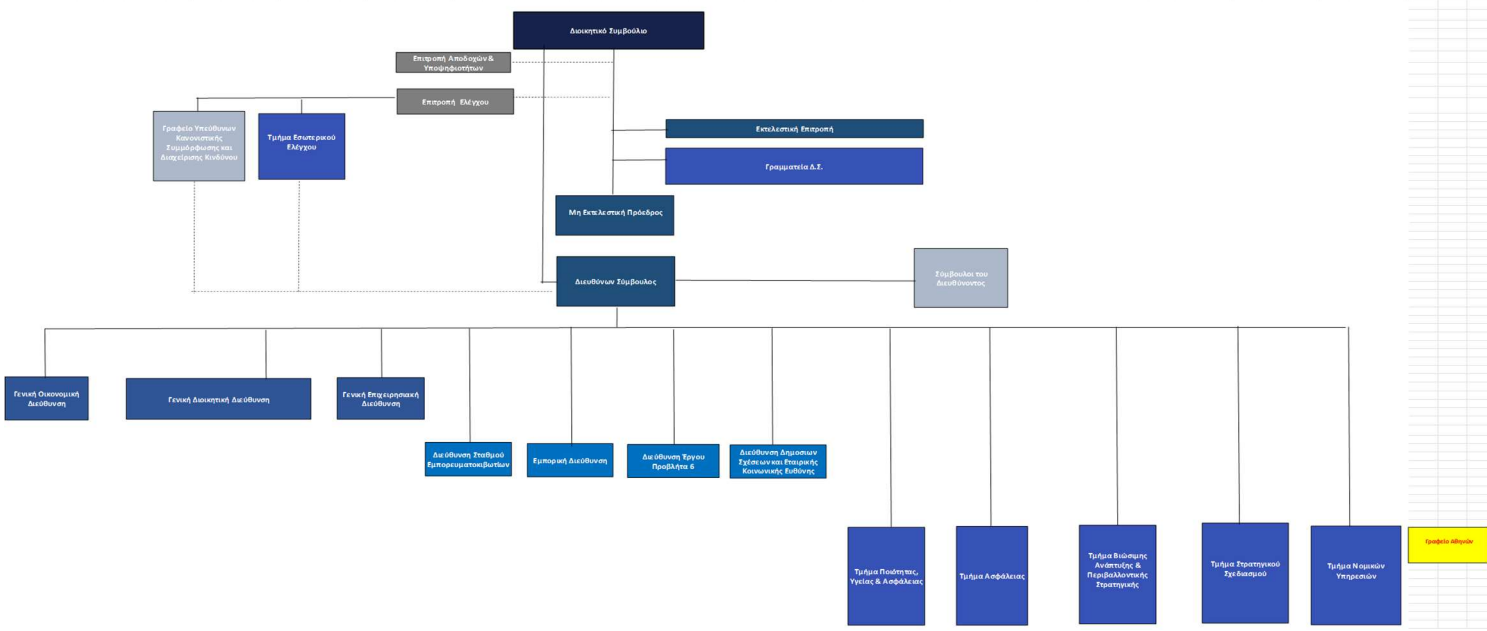 Διοικητικό Συμβούλιο
Επιτροπή Αποδοχών &
Υποψηφιοτήτων
Επιτροπή Ελέγχου
Γραφείο Υπεύθυνων
Κανονιστικής
Συμμόρφωσης και
Διαχείρισης Κινδύνου
Τμήμα Εσωτερικού
Ελέγχου
Εκτελεστική Επιτροπή
Γραμματεία Δ.Σ.
Μη Εκτελεστική Πρόεδρος
Διευθύνων Σύμβουλος
Σύμβουλοι του
Διευθύνοντος
Γενική Οικονομική
Διεύθυνση
Γενική Διοικητική Διεύθυνση
Γενική Επιχειρησιακή
Διεύθυνση
Διεύθυνση Σταθμού
Εμπορευματοκιβωτίων
Εμπορική Διεύθυνση
Διεύθυνση Έργου
Προβλήτα 6
Διεύθυνση Δημοσιων
Σχέσεων και Εταιρικής
Κοινωνικής Ευθύνης
Τμήμα Ποιότητας,
Υγείας & Ασφάλειας
Τμήμα Ασφάλειας
Τμήμα Βιώσιμης
Ανάπτυξης &
Περιβαλλοντικής
Στρατηγικής
Τμήμα Στρατηγικού
Σχεδιασμού
Τμήμα Νομικών
Υπηρεσιών
Γραφείο Αθηνών